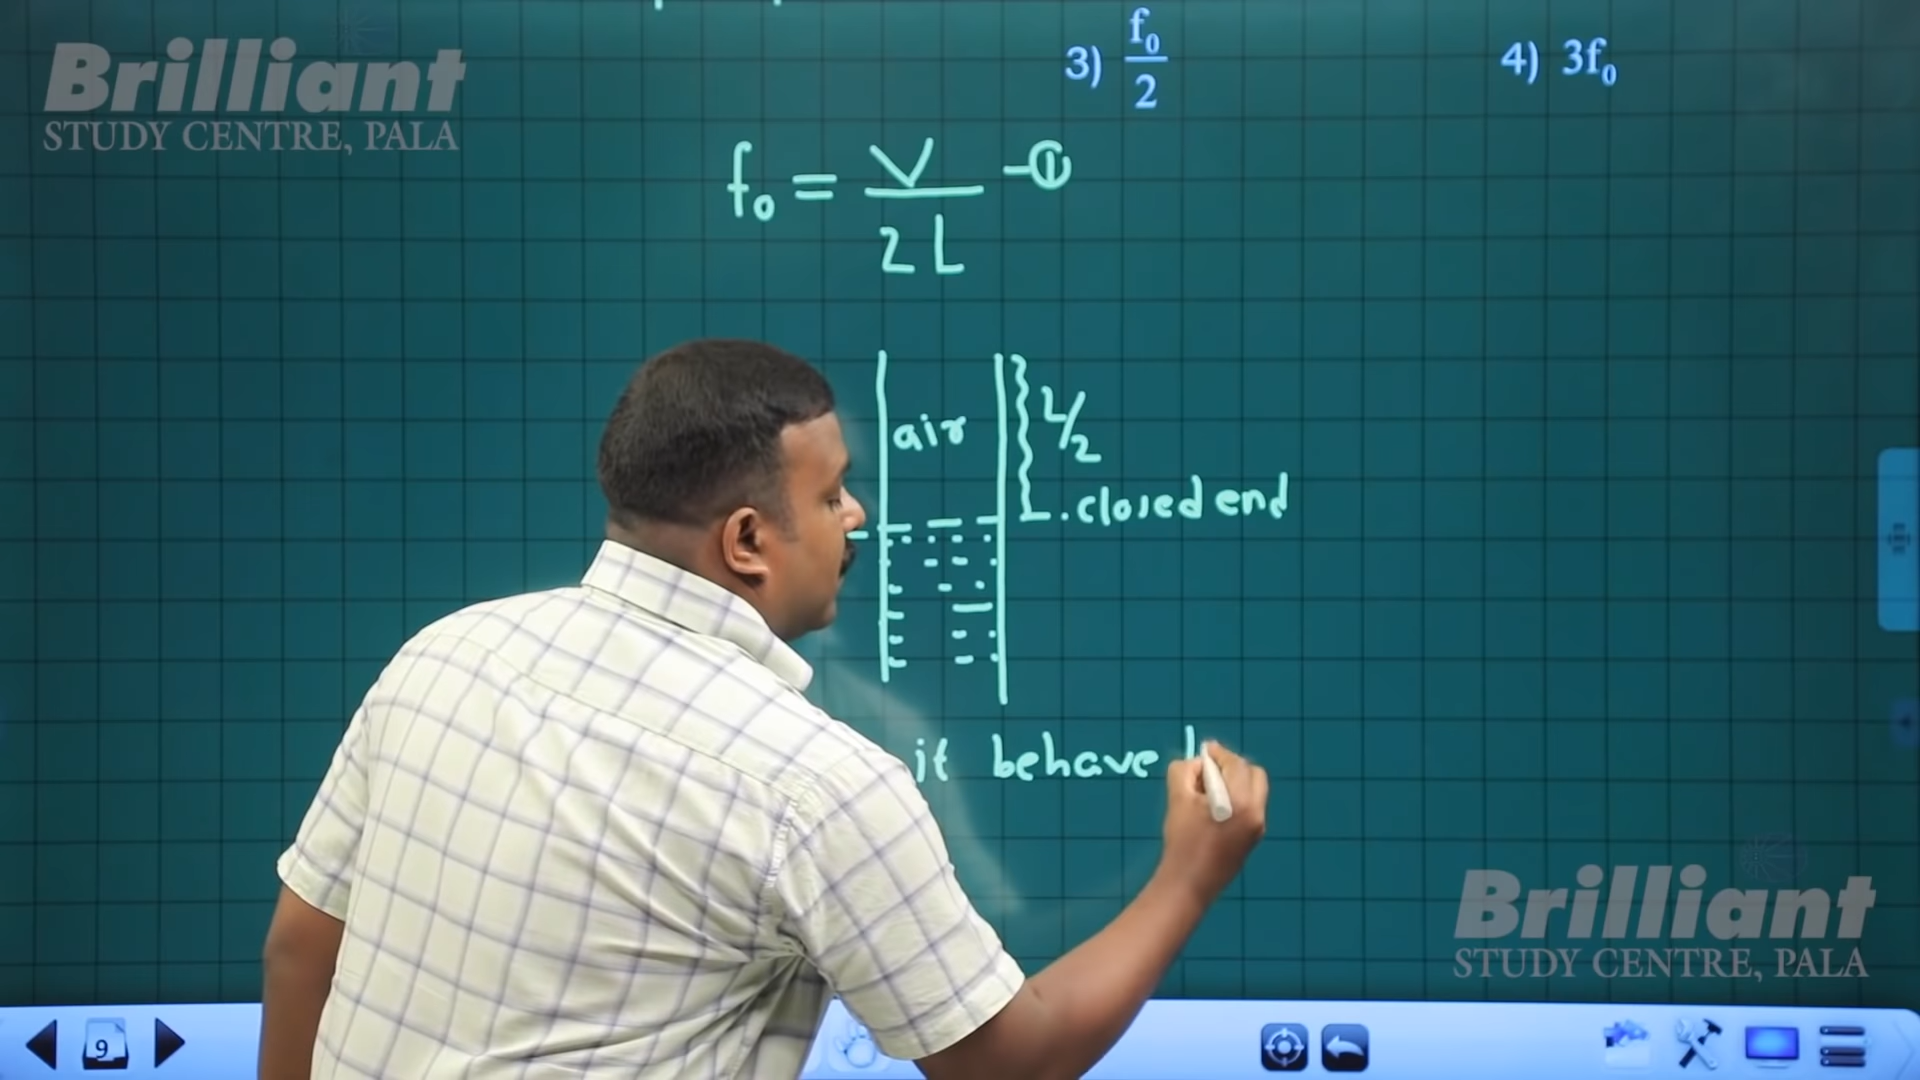 Brilliant
STUDY CENTRE, PALA
3) f₀/2
4) 3f₀
f₀ = V/2L -①
air
L/2
closed end
it behave
Brilliant
STUDY CENTRE, PALA
9